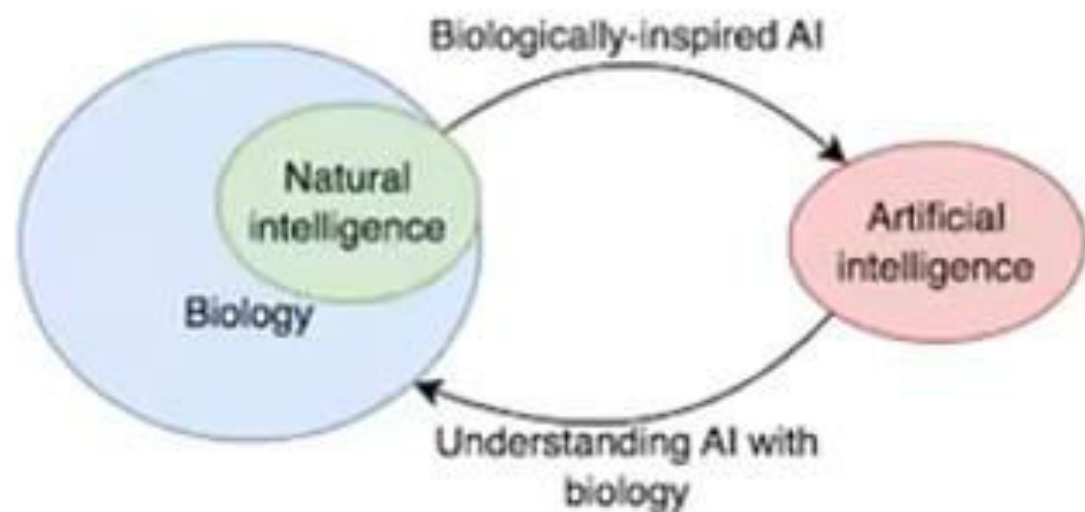 Biologically-inspired AI
Natural
intelligence
Biology
Artificial
intelligence
Understanding AI with
biology